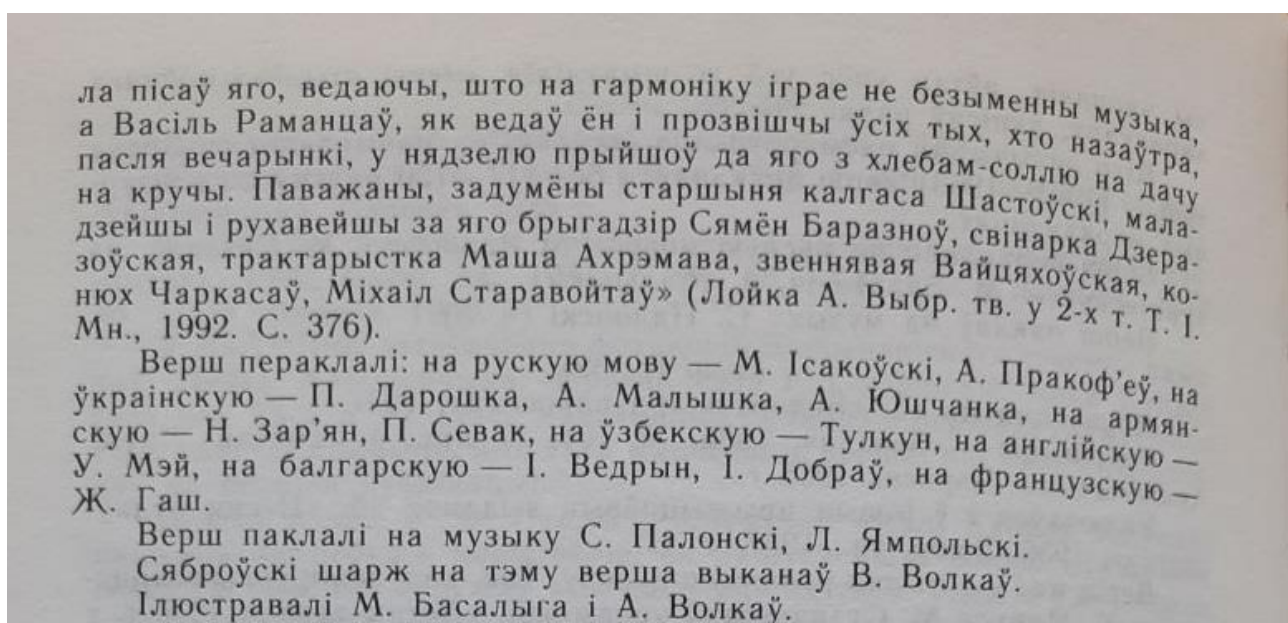 ла пісаў яго, ведаючы, што на гармоніку іграе не безыменны музыка,
а Васіль Раманцаў, як ведаў ён і прозвішчы ўсіх тых, хто назаўтра,
пасля вечарынкі, у нядзелю прыйшоў да яго з хлебам-соллю на дачу
на кручы. Паважаны, задумёны старшыня калгаса Шастоўскі, мала-
дзейшы і рухавейшы за яго брыгадзір Сямён Баразноў, свінарка Дзера-
зоўская, трактарыстка Маша Ахрэмава, звеннявая Вайцяхоўская, ко-
нюх Чаркасаў, Міхаіл Старавойтаў» (Лойка А. Выбр. тв. у 2-х т. Т. І.
Мн., 1992. С. 376).
Верш пераклалі: на рускую мову — М. Ісакоўскі, А. Пракоф’еў, на
ўкраінскую — П. Дарошка, А. Малышка, А. Юшчанка, на армян-
скую — Н. Зар’ян, П. Севак, на ўзбекскую — Тулкун, на англійскую —
У. Мэй, на балгарскую — І. Ведрын, І. Добраў, на французскую —
Ж. Гаш.
Верш паклалі на музыку С. Палонскі, Л. Ямпольскі.
Сяброўскі шарж на тэму верша выканаў В. Волкаў.
Ілюстравалі М. Басалыга і А. Волкаў.